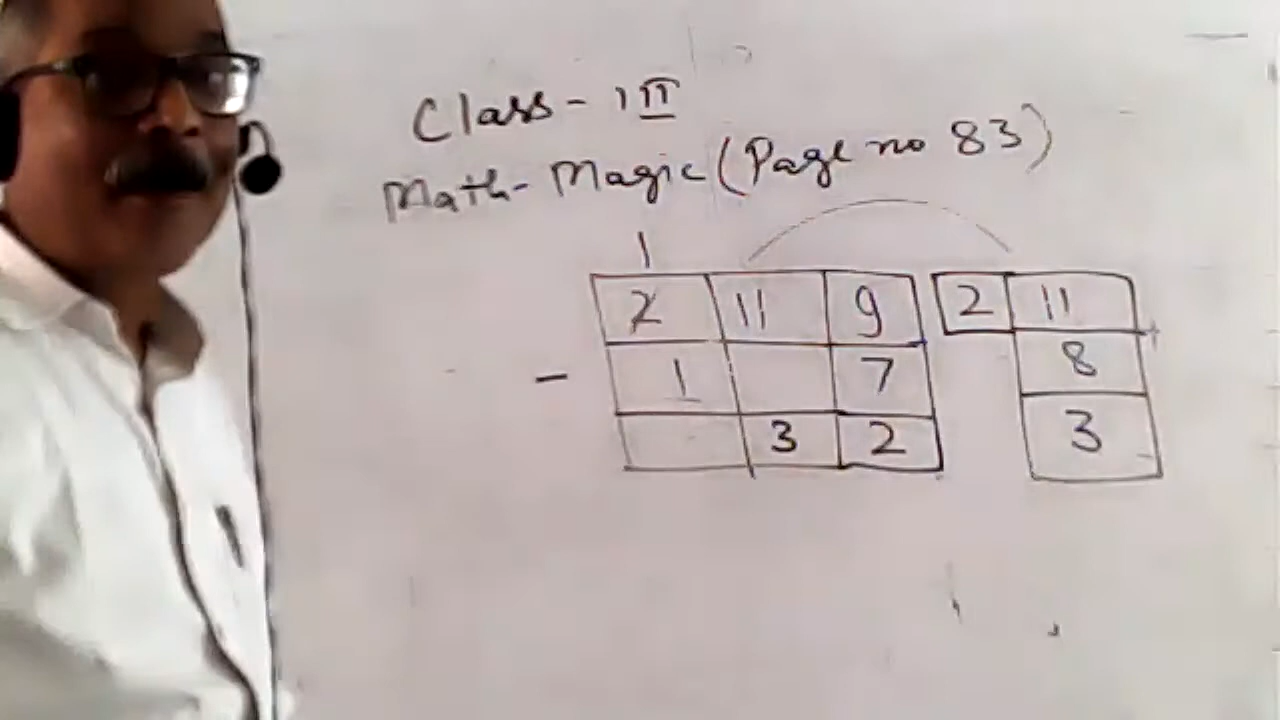 Class - III
Math- Magic (Page no 83)
1
2 11 9 2 11
- 1 7 8
3 2 3